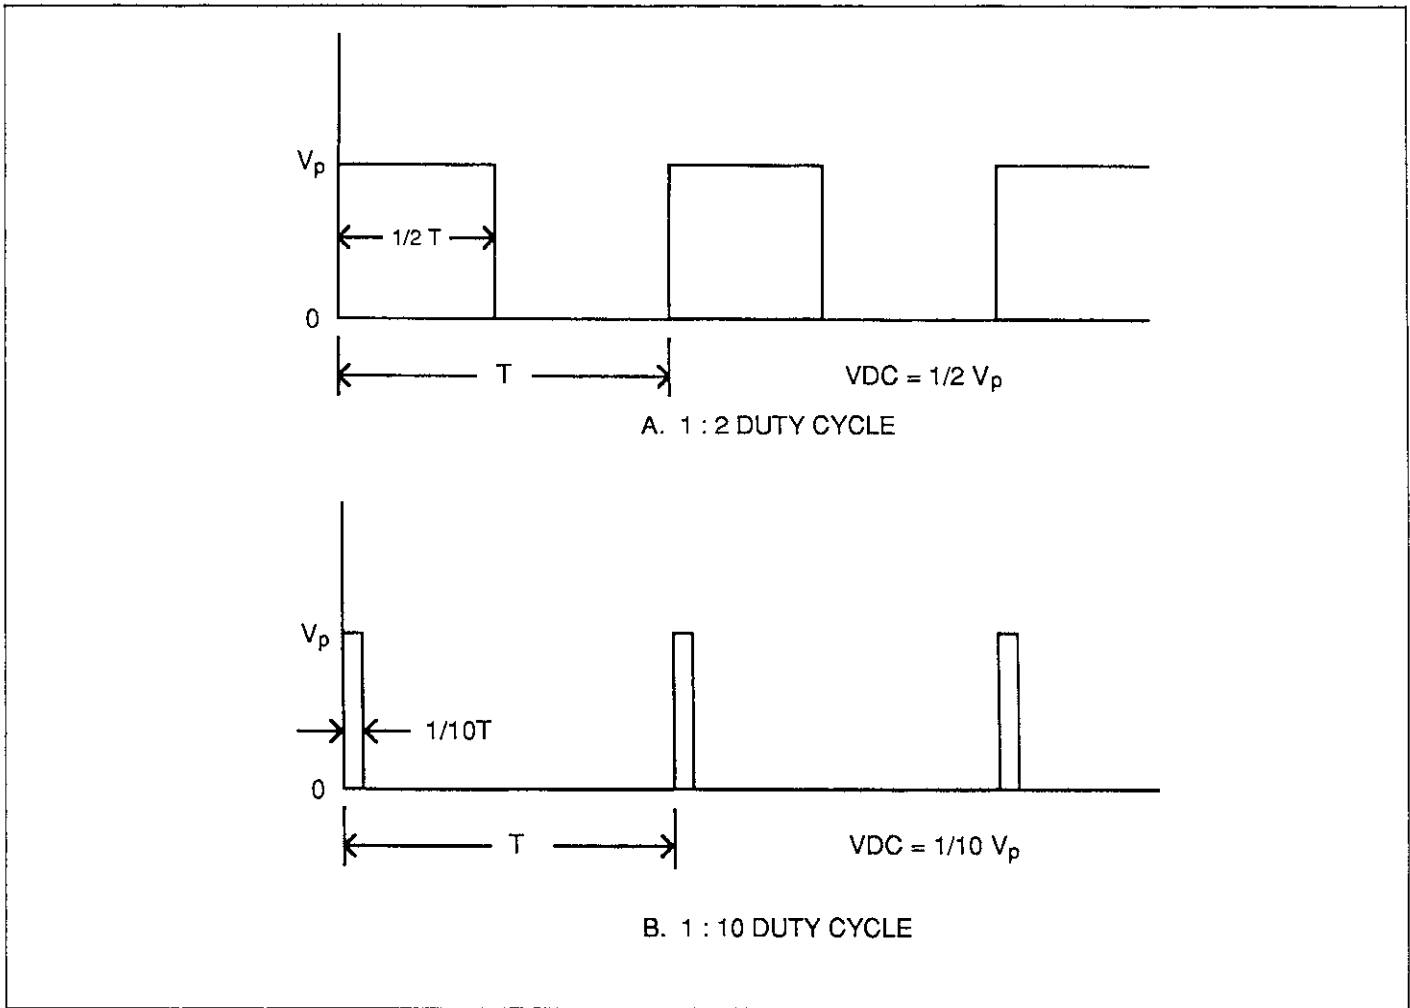 Vp
1/2 T
0
T
VDC = 1/2 Vp
A. 1 : 2 DUTY CYCLE
Vp
1/10T
0
T
VDC = 1/10 Vp
B. 1 : 10 DUTY CYCLE